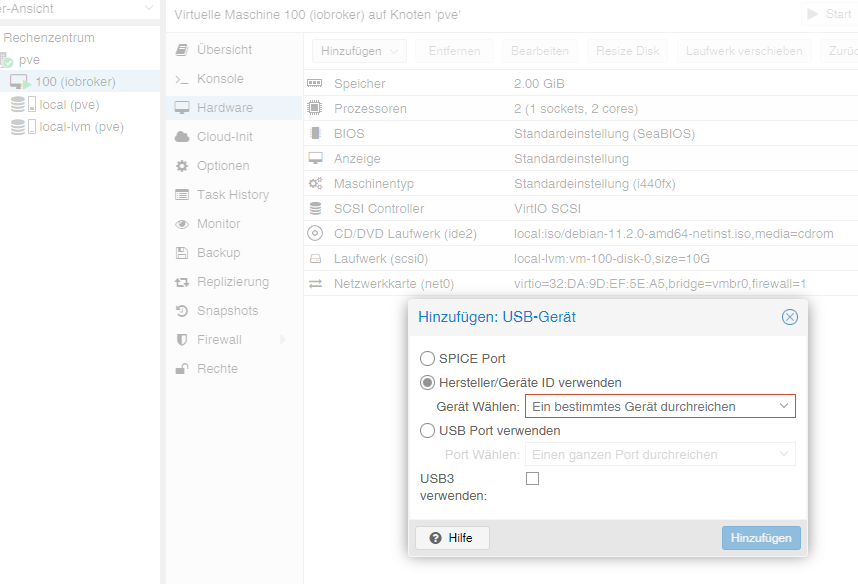 er-Ansicht
Rechenzentrum
pve
100 (iobroker)
local (pve)
local-lvm (pve)
Virtuelle Maschine 100 (iobroker) auf Knoten 'pve'
Start
Übersicht
Konsole
Hardware
Cloud-Init
Optionen
Task History
Monitor
Backup
Replizierung
Snapshots
Firewall
Rechte
Hinzufügen Entfernen Bearbeiten Resize Disk Laufwerk verschieben Zurüc
Speicher 2.00 GiB
Prozessoren 2 (1 sockets, 2 cores)
BIOS Standardeinstellung (SeaBIOS)
Anzeige Standardeinstellung
Maschinentyp Standardeinstellung (i440fx)
SCSI Controller VirtIO SCSI
CD/DVD Laufwerk (ide2) local:iso/debian-11.2.0-amd64-netinst.iso,media=cdrom
Laufwerk (scsi0) local-lvm:vm-100-disk-0,size=10G
Netzwerkkarte (net0) virtio=32:DA:9D:EF:5E:A5,bridge=vmbr0,firewall=1
Hinzufügen: USB-Gerät
SPICE Port
Hersteller/Geräte ID verwenden
Gerät Wählen: Ein bestimmtes Gerät durchreichen
USB Port verwenden
Port Wählen: Einen ganzen Port durchreichen
USB3
verwenden:
Hilfe
Hinzufügen